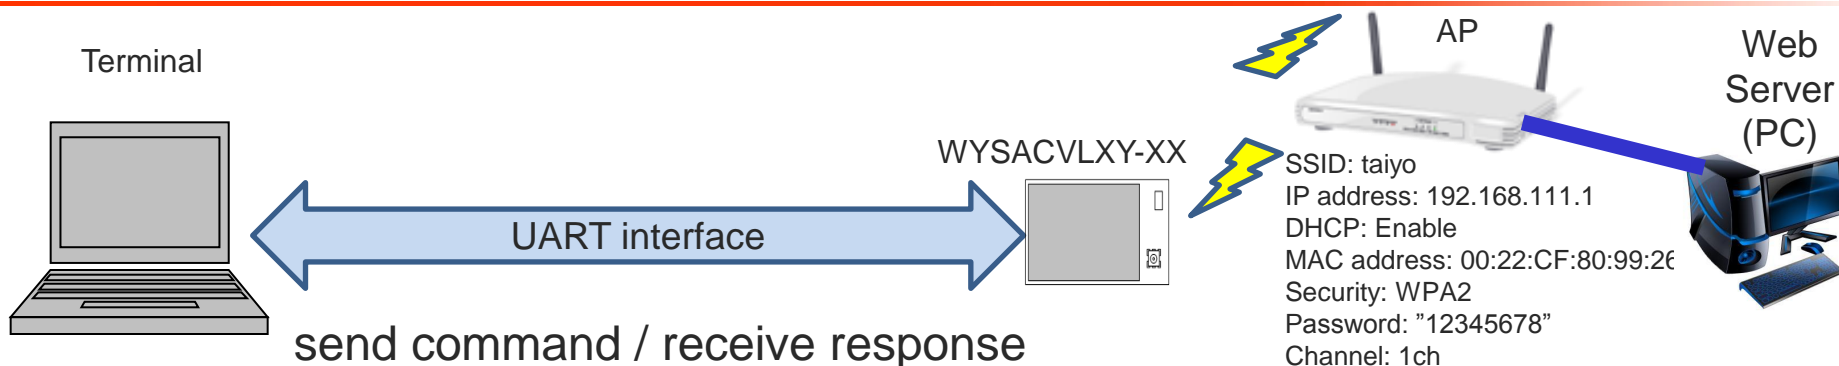 Terminal
AP
Web
Server
(PC)
WYSACVLXY-XX
UART interface
SSID: taiyo
IP address: 192.168.111.1
DHCP: Enable
MAC address: 00:22:CF:80:99:26
Security: WPA2
Password: ”12345678”
Channel: 1ch
send command / receive response